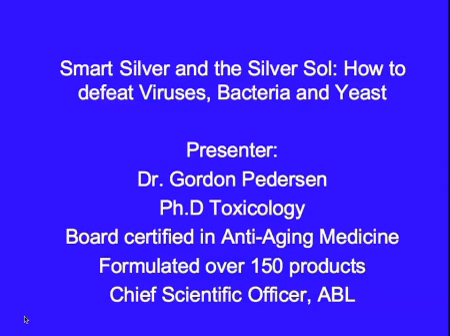 Smart Silver and the Silver Sol: How to
defeat Viruses, Bacteria and Yeast
Presenter:
Dr. Gordon Pedersen
Ph.D Toxicology
Board certified in Anti-Aging Medicine
Formulated over 150 products
Chief Scientific Officer, ABL